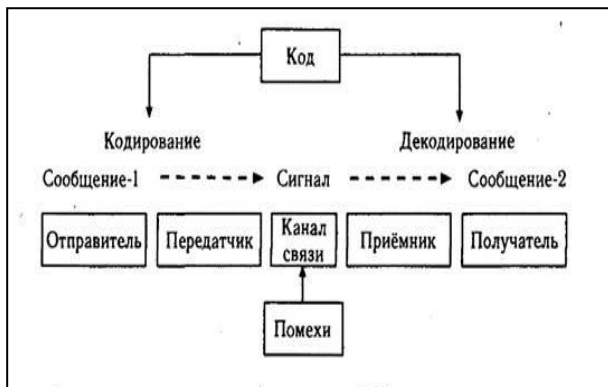 Код
Кодирование Декодирование
Сообщение-1 Сигнал Сообщение-2
Отправитель Передатчик Канал связи Приёмник Получатель
Помехи